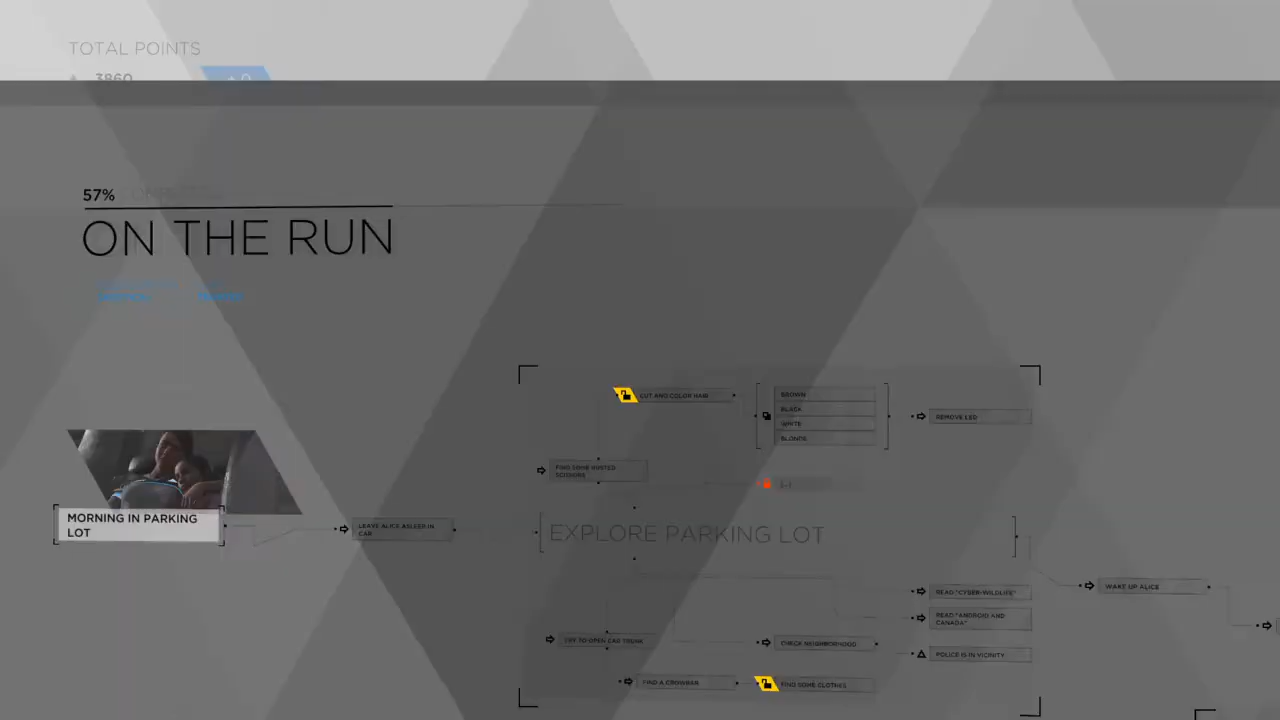 TOTAL POINTS
3860
+ 0
57%
ON THE RUN
CUT AND COLOR HAIR
BROWN
BLACK
WHITE
BLONDE
REMOVE LED
FIND SOME RUSTED
SCISSORS
MORNING IN PARKING
LOT
LEAVE ALICE ASLEEP IN
CAR
EXPLORE PARKING LOT
WAKE UP ALICE
READ "CYBER-WILDLIFE"
READ "ANDROID AND
CANADA"
TRY TO OPEN CAR TRUNK
CHECK NEIGHBORHOOD
POLICE IS IN VICINITY
FIND A CROWBAR
FIND SOME CLOTHES